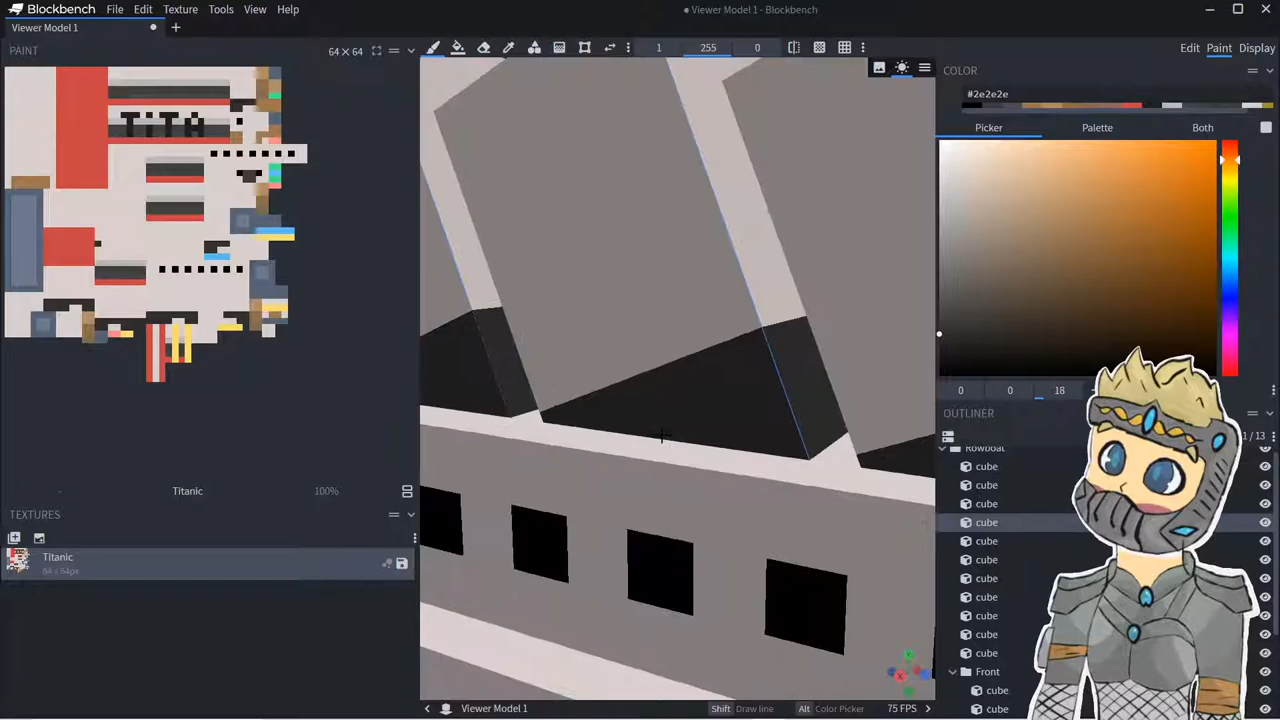 File Edit Texture Tools View Help
● Viewer Model 1 - Blockbench
Viewer Model 1
PAINT
64 × 64
1
255
0
Edit Paint Display
COLOR
#2e2e2e
TiTA
Picker
Palette
Both
0
0
18
OUTLINER
1 / 13
Rowboat
cube
cube
cube
cube
cube
cube
cube
cube
cube
cube
cube
Front
cube
cube
-
Titanic
100%
TEXTURES
Titanic
64 x 64px
Viewer Model 1
Shift Draw line
Alt Color Picker
75 FPS